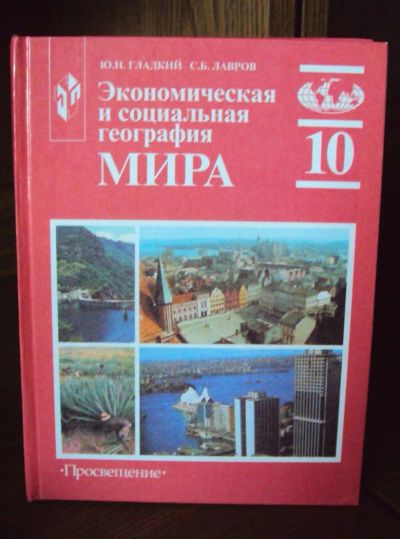 Ю.Н. ГЛАДКИЙ С.Б. ЛАВРОВ
Экономическая
и социальная
география
МИРА
10
·Просвещение·